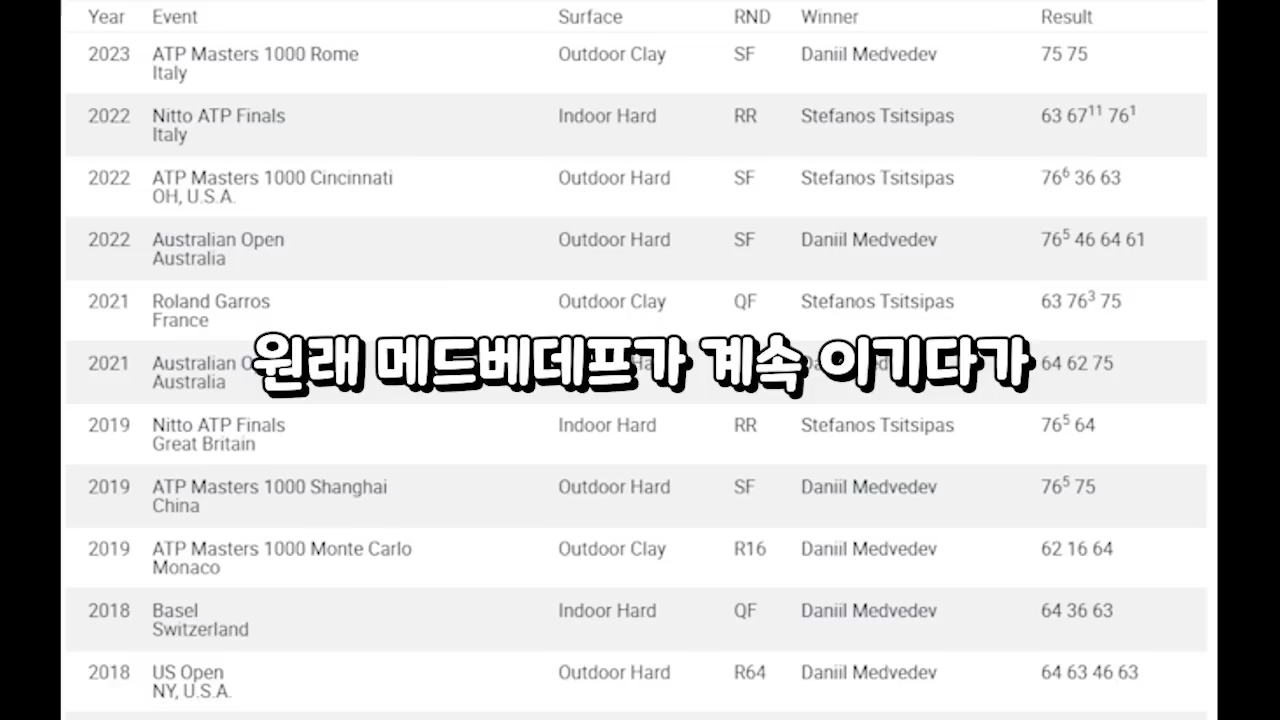 Year Event Surface RND Winner Result
2023 ATP Masters 1000 Rome Outdoor Clay SF Daniil Medvedev 75 75
Italy
2022 Nitto ATP Finals Indoor Hard RR Stefanos Tsitsipas 63 67¹¹ 76¹
Italy
2022 ATP Masters 1000 Cincinnati Outdoor Hard SF Stefanos Tsitsipas 76⁶ 36 63
OH, U.S.A.
2022 Australian Open Outdoor Hard SF Daniil Medvedev 76⁵ 46 64 61
Australia
2021 Roland Garros Outdoor Clay QF Stefanos Tsitsipas 63 76³ 75
France
원래 메드베데프가 계속 이기다가
2021 Australian 64 62 75
Australia
2019 Nitto ATP Finals Indoor Hard RR Stefanos Tsitsipas 76⁵ 64
Great Britain
2019 ATP Masters 1000 Shanghai Outdoor Hard SF Daniil Medvedev 76⁵ 75
China
2019 ATP Masters 1000 Monte Carlo Outdoor Clay R16 Daniil Medvedev 62 16 64
Monaco
2018 Basel Indoor Hard QF Daniil Medvedev 64 36 63
Switzerland
2018 US Open Outdoor Hard R64 Daniil Medvedev 64 63 46 63
NY, U.S.A.